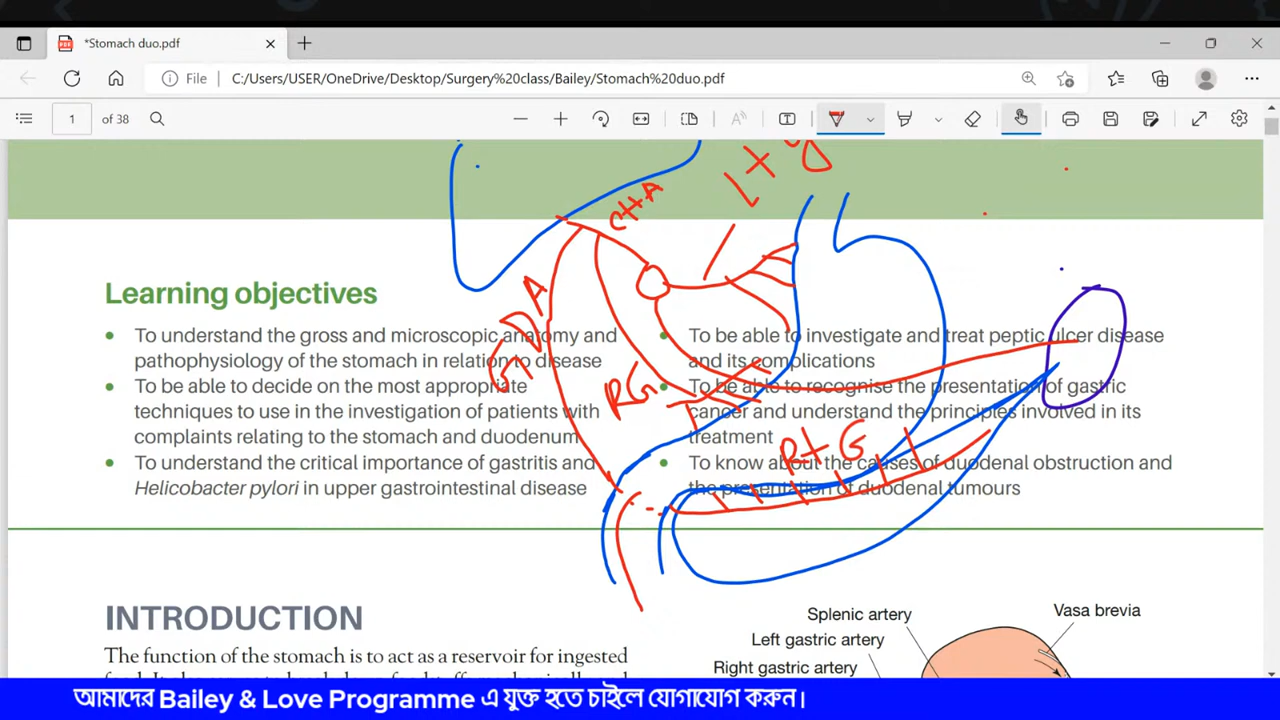 *Stomach duo.pdf
File C:/Users/USER/OneDrive/Desktop/Surgery%20class/Bailey/Stomach%20duo.pdf
1 of 38
CHA
Learning objectives
To understand the gross and microscopic anatomy and
pathophysiology of the stomach in relation to disease
To be able to decide on the most appropriate
techniques to use in the investigation of patients with
complaints relating to the stomach and duodenum
To understand the critical importance of gastritis and
Helicobacter pylori in upper gastrointestinal disease
To be able to investigate and treat peptic ulcer disease
and its complications
To be able to recognise the presentation of gastric
cancer and understand the principles involved in its
treatment
To know about the causes of duodenal obstruction and
the presentation of duodenal tumours
GDA
RG
INTRODUCTION
The function of the stomach is to act as a reservoir for ingested
Splenic artery
Vasa brevia
Left gastric artery
Right gastric artery
আমাদের Bailey & Love Programme এ যুক্ত হতে চাইলে যোগাযোগ করুন।